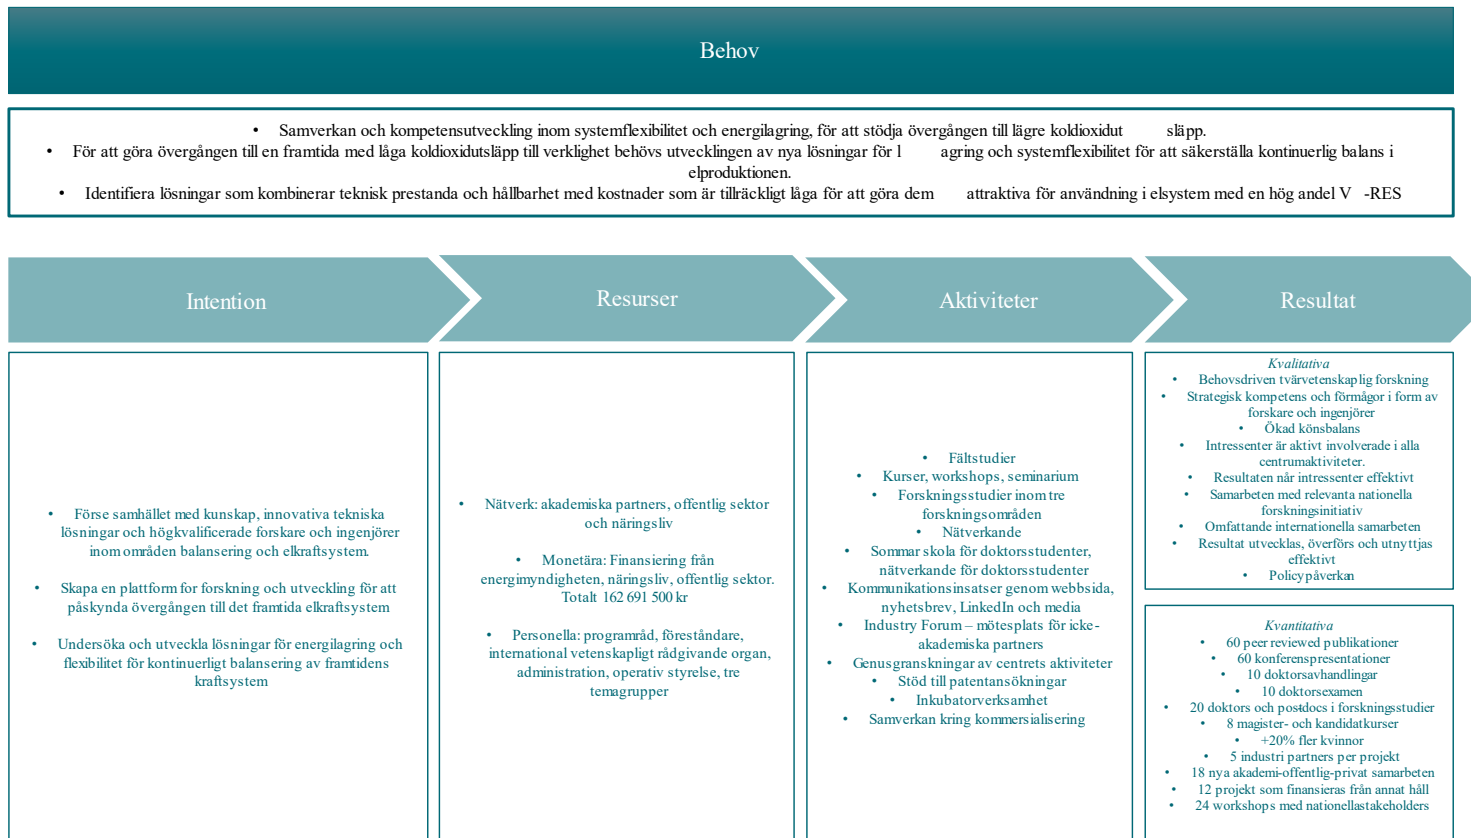 Behov
• Samverkan och kompetensutveckling inom systemflexibilitet och energilagring, för att stödja övergången till lägre koldioxidut släpp.
• För att göra övergången till en framtida med låga koldioxidutsläpp till verklighet behövs utvecklingen av nya lösningar för l agring och systemflexibilitet för att säkerställa kontinuerlig balans i
elproduktionen.
• Identifiera lösningar som kombinerar teknisk prestanda och hållbarhet med kostnader som är tillräckligt låga för att göra dem attraktiva för användning i elsystem med en hög andel V -RES
Intention
• Förse samhället med kunskap, innovativa tekniska
lösningar och högkvalificerade forskare och ingenjörer
inom områden balansering och elkraftsystem.
• Skapa en plattform for forskning och utveckling för att
påskynda övergången till det framtida elkraftsystem
• Undersöka och utveckla lösningar för energilagring och
flexibilitet för kontinuerligt balansering av framtidens
kraftsystem
Resurser
• Nätverk: akademiska partners, offentlig sektor
och näringsliv
• Monetära: Finansiering från
energimyndigheten, näringsliv, offentlig sektor.
Totalt 162 691 500 kr
• Personella: programråd, föreståndare,
international vetenskapligt rådgivande organ,
administration, operativ styrelse, tre
temagrupper
Aktiviteter
• Fältstudier
• Kurser, workshops, seminarium
• Forskningsstudier inom tre
forskningsområden
• Nätverkande
• Sommar skola för doktorsstudenter,
nätverkande för doktorsstudenter
• Kommunikationsinsatser genom webbsida,
nyhetsbrev, LinkedIn och media
• Industry Forum – mötesplats för icke-
akademiska partners
• Genusgranskningar av centrets aktiviteter
• Stöd till patentansökningar
• Inkubatorverksamhet
• Samverkan kring kommersialisering
Resultat
Kvalitativa
• Behovsdriven tvärvetenskaplig forskning
• Strategisk kompetens och förmågor i form av
forskare och ingenjörer
• Ökad könsbalans
• Intressenter är aktivt involverade i alla
centrumaktiviteter.
• Resultaten når intressenter effektivt
• Samarbeten med relevanta nationella
forskningsinitiativ
• Omfattande internationella samarbeten
• Resultat utvecklas, överförs och utnyttjas
effektivt
• Policypåverkan
Kvantitativa
• 60 peer reviewed publikationer
• 60 konferenspresentationer
• 10 doktorsavhandlingar
• 10 doktorsexamen
• 20 doktors och postdocs i forskningsstudier
• 8 magister- och kandidatkurser
• +20% fler kvinnor
• 5 industri partners per projekt
• 18 nya akademi-offentlig-privat samarbeten
• 12 projekt som finansieras från annat håll
• 24 workshops med nationellastakeholders